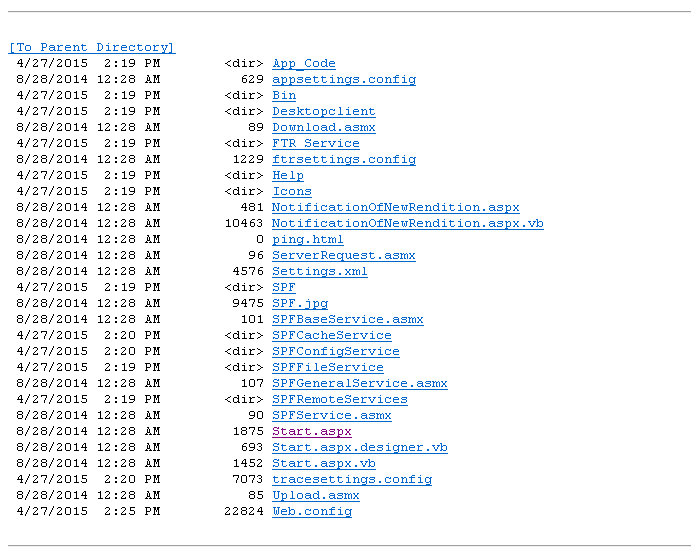 [To Parent Directory]
4/27/2015 2:19 PM <dir> App_Code
8/28/2014 12:28 AM 629 appsettings.config
4/27/2015 2:19 PM <dir> Bin
4/27/2015 2:19 PM <dir> Desktopclient
8/28/2014 12:28 AM 89 Download.asmx
4/27/2015 2:19 PM <dir> FTR Service
8/28/2014 12:28 AM 1229 ftrsettings.config
4/27/2015 2:19 PM <dir> Help
4/27/2015 2:19 PM <dir> Icons
8/28/2014 12:28 AM 481 NotificationOfNewRendition.aspx
8/28/2014 12:28 AM 10463 NotificationOfNewRendition.aspx.vb
8/28/2014 12:28 AM 0 ping.html
8/28/2014 12:28 AM 96 ServerRequest.asmx
8/28/2014 12:28 AM 4576 Settings.xml
4/27/2015 2:19 PM <dir> SPF
8/28/2014 12:28 AM 9475 SPF.jpg
8/28/2014 12:28 AM 101 SPFBaseService.asmx
4/27/2015 2:20 PM <dir> SPFCacheService
4/27/2015 2:20 PM <dir> SPFConfigService
4/27/2015 2:19 PM <dir> SPFFileService
8/28/2014 12:28 AM 107 SPFGeneralService.asmx
4/27/2015 2:19 PM <dir> SPFRemoteServices
8/28/2014 12:28 AM 90 SPFService.asmx
8/28/2014 12:28 AM 1875 Start.aspx
8/28/2014 12:28 AM 693 Start.aspx.designer.vb
8/28/2014 12:28 AM 1452 Start.aspx.vb
4/27/2015 2:20 PM 7073 tracesettings.config
8/28/2014 12:28 AM 85 Upload.asmx
4/27/2015 2:25 PM 22824 Web.config